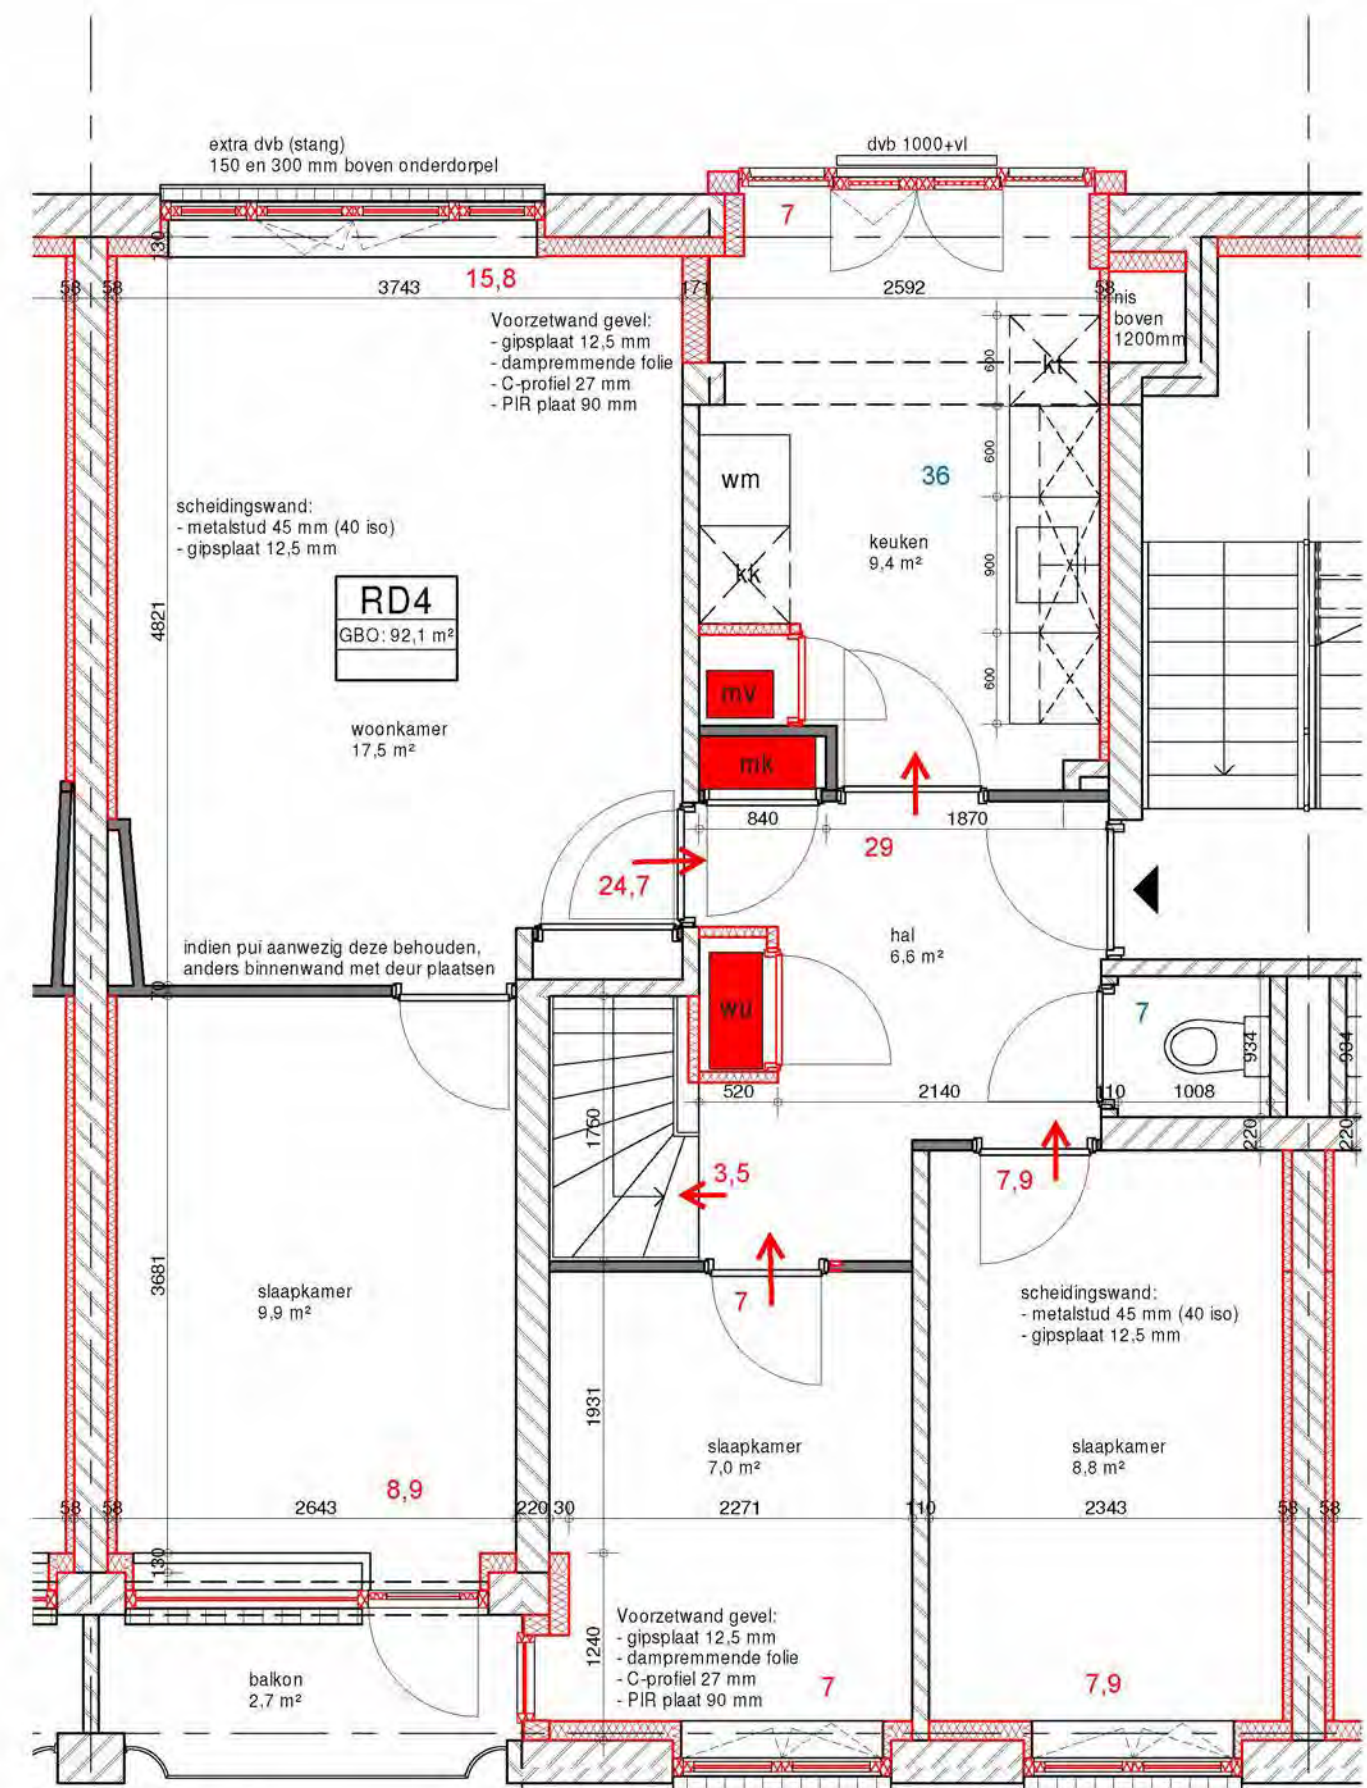 extra dvb (stang)
150 en 300 mm boven onderdorpel
dvb 1000+vl
7
130
15,8
58
58
3743
171
2592
58
nis
boven
1200mm
Voorzetwand gevel:
- gipsplaat 12,5 mm
- dampremmende folie
- C-profiel 27 mm
- PIR plaat 90 mm
600
kt
600
wm
36
scheidingswand:
- metalstud 45 mm (40 iso)
- gipsplaat 12,5 mm
keuken
9,4 m²
900
kk
RD4
GBO: 92,1 m²
4821
600
mv
woonkamer
17,5 m²
mk
840
1870
29
24,7
hal
6,6 m²
indien pui aanwezig deze behouden,
anders binnenwand met deur plaatsen
70
wu
7
934
904
520
2140
110
1008
1760
220
220
3,5
7,9
3681
slaapkamer
9,9 m²
7
scheidingswand:
- metalstud 45 mm (40 iso)
- gipsplaat 12,5 mm
1931
slaapkamer
7,0 m²
slaapkamer
8,8 m²
8,9
58
58
2643
220
30
2271
110
2343
58
58
130
Voorzetwand gevel:
- gipsplaat 12,5 mm
- dampremmende folie
- C-profiel 27 mm
- PIR plaat 90 mm
1240
balkon
2,7 m²
7
7,9